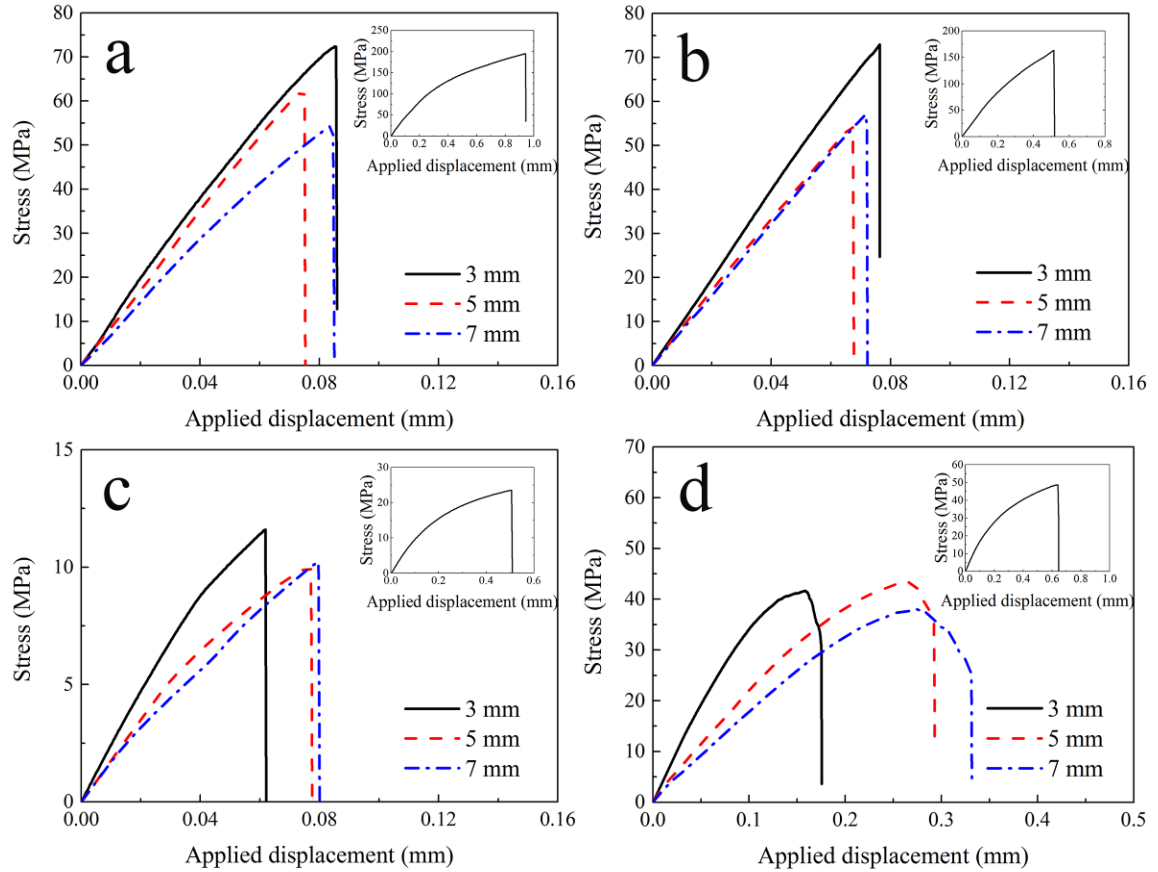 a
Stress (MPa)
80
70
60
50
40
30
20
10
0
0.00
0.04
0.08
0.12
0.16
Applied displacement (mm)
3 mm
5 mm
7 mm
Stress (MPa)
250
200
150
100
50
0
0.0
0.2
0.4
0.6
0.8
1.0
Applied displacement (mm)
b
Stress (MPa)
80
70
60
50
40
30
20
10
0
0.00
0.04
0.08
0.12
0.16
Applied displacement (mm)
3 mm
5 mm
7 mm
Stress (MPa)
200
150
100
50
0
0.0
0.2
0.4
0.6
0.8
Applied displacement (mm)
c
Stress (MPa)
15
10
5
0
0.00
0.04
0.08
0.12
0.16
Applied displacement (mm)
3 mm
5 mm
7 mm
Stress (MPa)
30
20
10
0
0.0
0.2
0.4
0.6
Applied displacement (mm)
d
Stress (MPa)
70
60
50
40
30
20
10
0
0.0
0.1
0.2
0.3
0.4
0.5
Applied displacement (mm)
3 mm
5 mm
7 mm
Stress (MPa)
60
50
40
30
20
10
0
0.0
0.2
0.4
0.6
0.8
1.0
Applied displacement (mm)